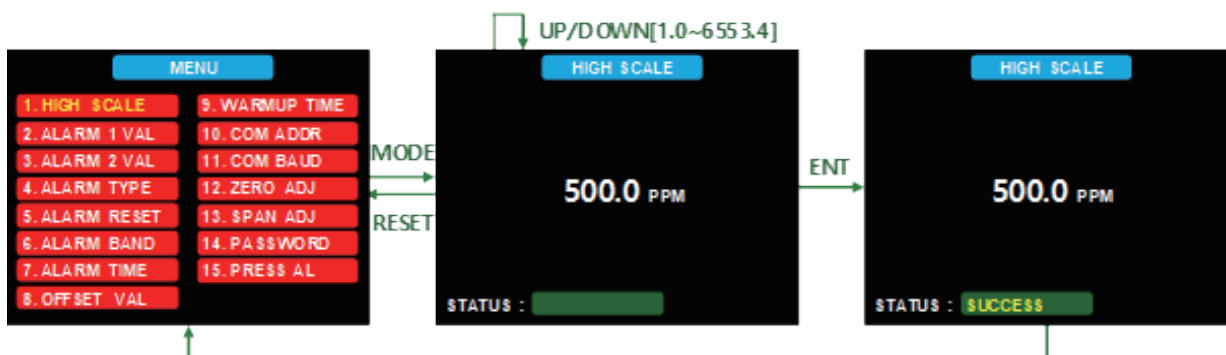 UP/DOWN[1.0~6553.4]
MENU
1. HIGH SCALE
2. ALARM 1 VAL
3. ALARM 2 VAL
4. ALARM TYPE
5. ALARM RESET
6. ALARM BAND
7. ALARM TIME
8. OFFSET VAL
9. WARMUP TIME
10. COM ADDR
11. COM BAUD
12. ZERO ADJ
13. SPAN ADJ
14. PASSWORD
15. PRESS AL
MODE
RESET
HIGH SCALE
500.0 PPM
STATUS :
ENT
HIGH SCALE
500.0 PPM
STATUS : SUCCESS